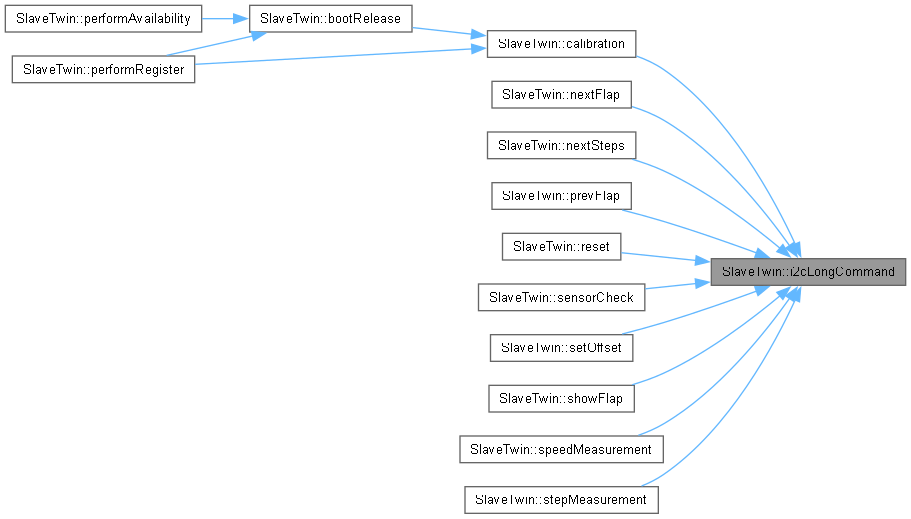 SlaveTwin::performAvailability
SlaveTwin::bootRelease
SlaveTwin::calibration
SlaveTwin::performRegister
SlaveTwin::nextFlap
SlaveTwin::nextSteps
SlaveTwin::prevFlap
SlaveTwin::reset
SlaveTwin::i2cLongCommand
SlaveTwin::sensorCheck
SlaveTwin::setOffset
SlaveTwin::showFlap
SlaveTwin::speedMeasurement
SlaveTwin::stepMeasurement